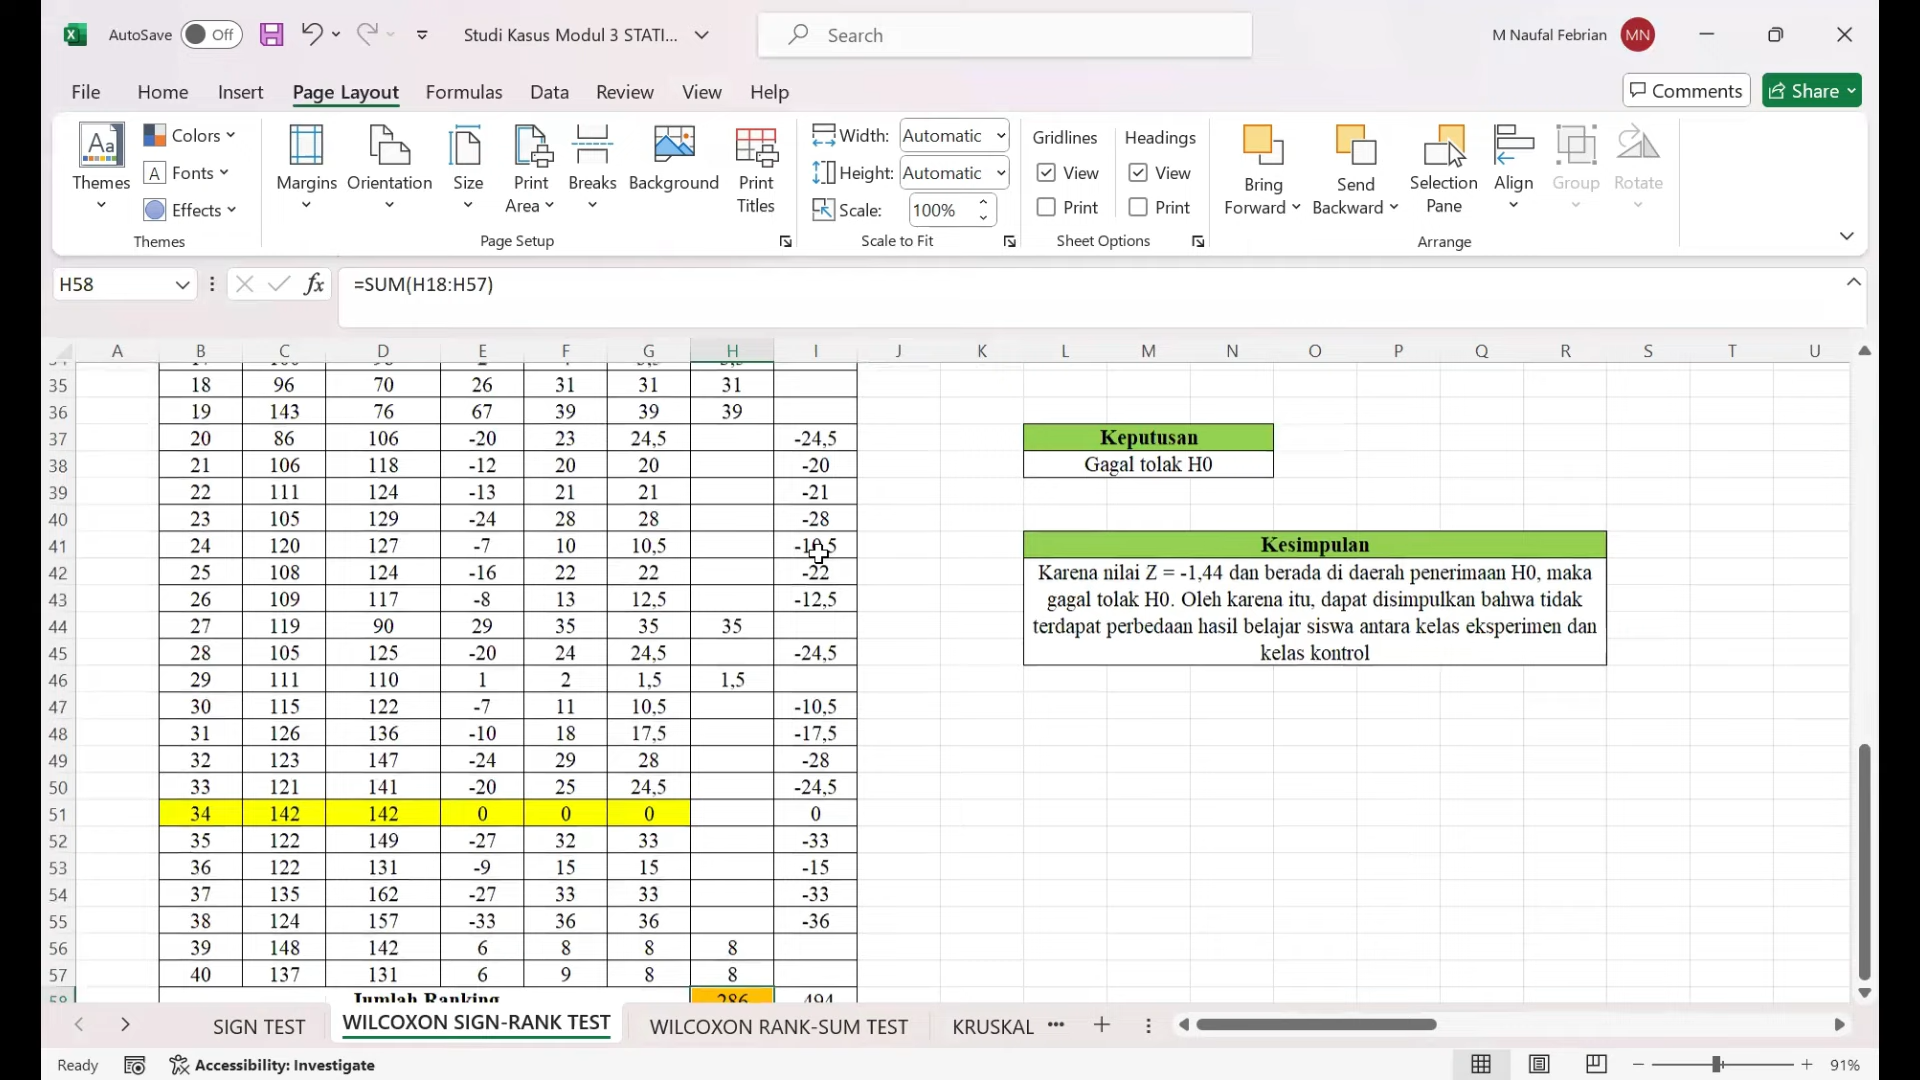 AutoSave Off Studi Kasus Modul 3 STATI... Search M Naufal Febrian MN
File Home Insert Page Layout Formulas Data Review View Help Comments Share
Themes Colors Fonts Effects
Margins Orientation Size Print Area Breaks Background Print Titles
Width: Automatic
Height: Automatic
Scale: 100%
Gridlines View Print
Headings View Print
Bring Forward Send Backward Selection Pane Align Group Rotate
Themes Page Setup Scale to Fit Sheet Options Arrange
H58 fx =SUM(H18:H57)
A B C D E F G H I J K L M N O P Q R S T U
35 18 96 70 26 31 31 31
36 19 143 76 67 39 39 39
37 20 86 106 -20 23 24,5 -24,5
38 21 106 118 -12 20 20 -20
39 22 111 124 -13 21 21 -21
40 23 105 129 -24 28 28 -28
41 24 120 127 -7 10 10,5 -10,5
42 25 108 124 -16 22 22 -22
43 26 109 117 -8 13 12,5 -12,5
44 27 119 90 29 35 35 35
45 28 105 125 -20 24 24,5 -24,5
46 29 111 110 1 2 1,5 1,5
47 30 115 122 -7 11 10,5 -10,5
48 31 126 136 -10 18 17,5 -17,5
49 32 123 147 -24 29 28 -28
50 33 121 141 -20 25 24,5 -24,5
51 34 142 142 0 0 0 0
52 35 122 149 -27 32 33 -33
53 36 122 131 -9 15 15 -15
54 37 135 162 -27 33 33 -33
55 38 124 157 -33 36 36 -36
56 39 148 142 6 8 8 8
57 40 137 131 6 9 8 8
58 Jumlah Ranking 286 494
Keputusan
Gagal tolak H0
Kesimpulan
Karena nilai Z = -1,44 dan berada di daerah penerimaan H0, maka
gagal tolak H0. Oleh karena itu, dapat disimpulkan bahwa tidak
terdapat perbedaan hasil belajar siswa antara kelas eksperimen dan
kelas kontrol
SIGN TEST WILCOXON SIGN-RANK TEST WILCOXON RANK-SUM TEST KRUSKAL ...
Ready Accessibility: Investigate 91%